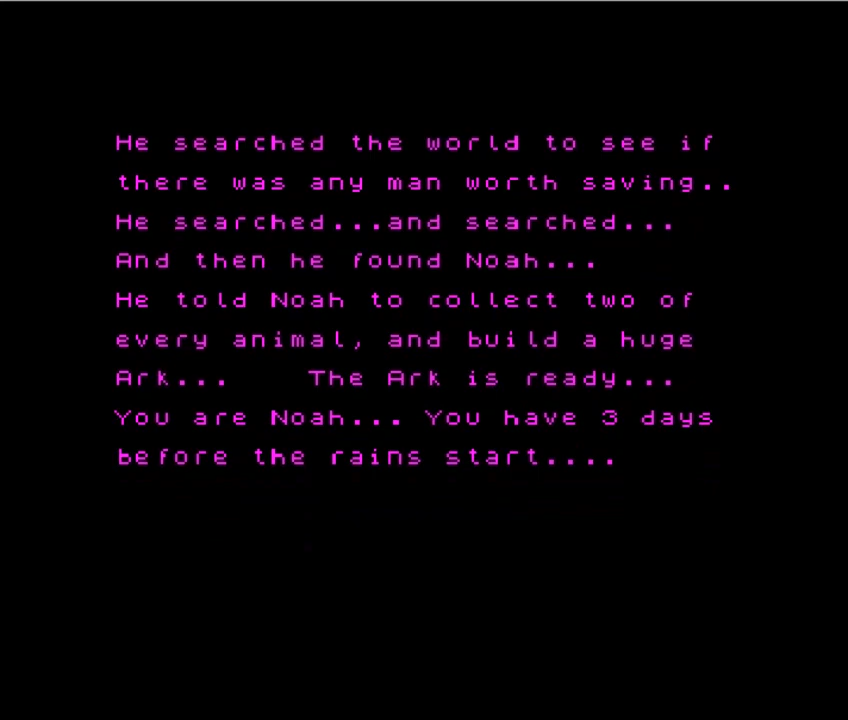 He searched the world to see if
there was any man worth saving..
He searched...and searched...
And then he found Noah...
He told Noah to collect two of
every animal, and build a huge
Ark...    The Ark is ready...
You are Noah... You have 3 days
before the rains start....